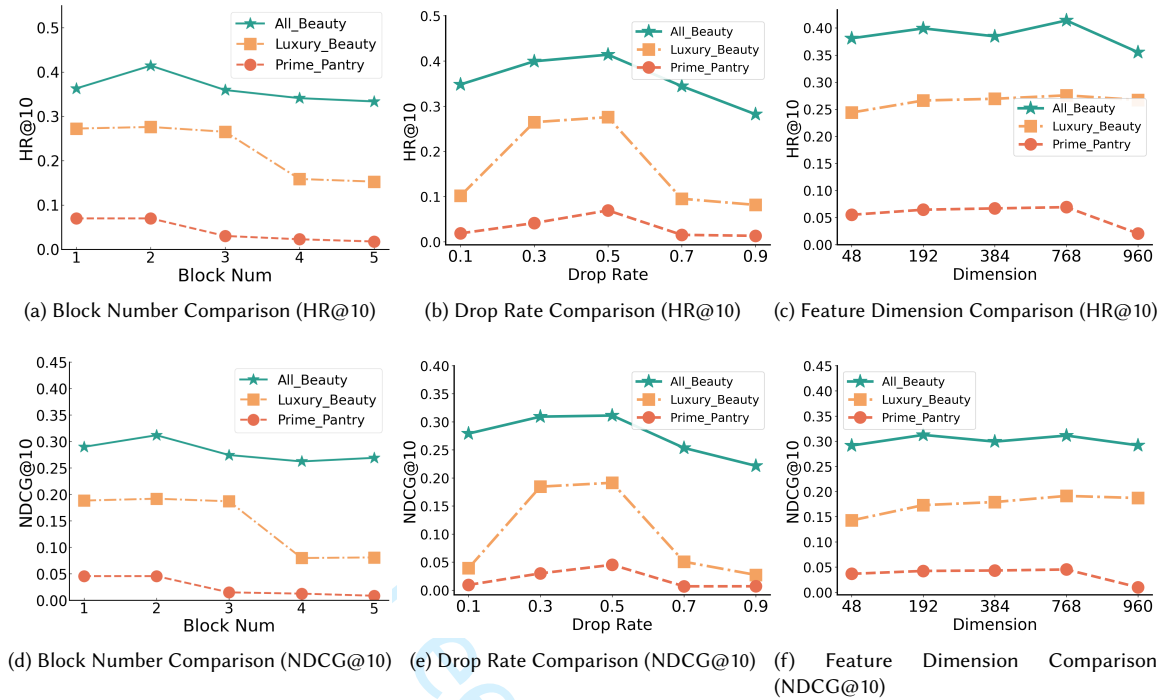 0.5
0.4
0.3
0.2
0.1
0.0
HR@10
1 2 3 4 5
Block Num
All_Beauty
Luxury_Beauty
Prime_Pantry
(a) Block Number Comparison (HR@10)
0.5
0.4
0.3
0.2
0.1
0.0
HR@10
0.1 0.3 0.5 0.7 0.9
Drop Rate
All_Beauty
Luxury_Beauty
Prime_Pantry
(b) Drop Rate Comparison (HR@10)
0.40
0.35
0.30
0.25
0.20
0.15
0.10
0.05
0.00
HR@10
48 192 384 768 960
Dimension
All_Beauty
Luxury_Beauty
Prime_Pantry
(c) Feature Dimension Comparison (HR@10)
0.45
0.40
0.35
0.30
0.25
0.20
0.15
0.10
0.05
0.00
NDCG@10
1 2 3 4 5
Block Num
All_Beauty
Luxury_Beauty
Prime_Pantry
(d) Block Number Comparison (NDCG@10)
0.40
0.35
0.30
0.25
0.20
0.15
0.10
0.05
0.00
NDCG@10
0.1 0.3 0.5 0.7 0.9
Drop Rate
All_Beauty
Luxury_Beauty
Prime_Pantry
(e) Drop Rate Comparison (NDCG@10)
0.45
0.40
0.35
0.30
0.25
0.20
0.15
0.10
0.05
0.00
NDCG@10
48 192 384 768 960
Dimension
All_Beauty
Luxury_Beauty
Prime_Pantry
(f) Feature Dimension Comparison
(NDCG@10)